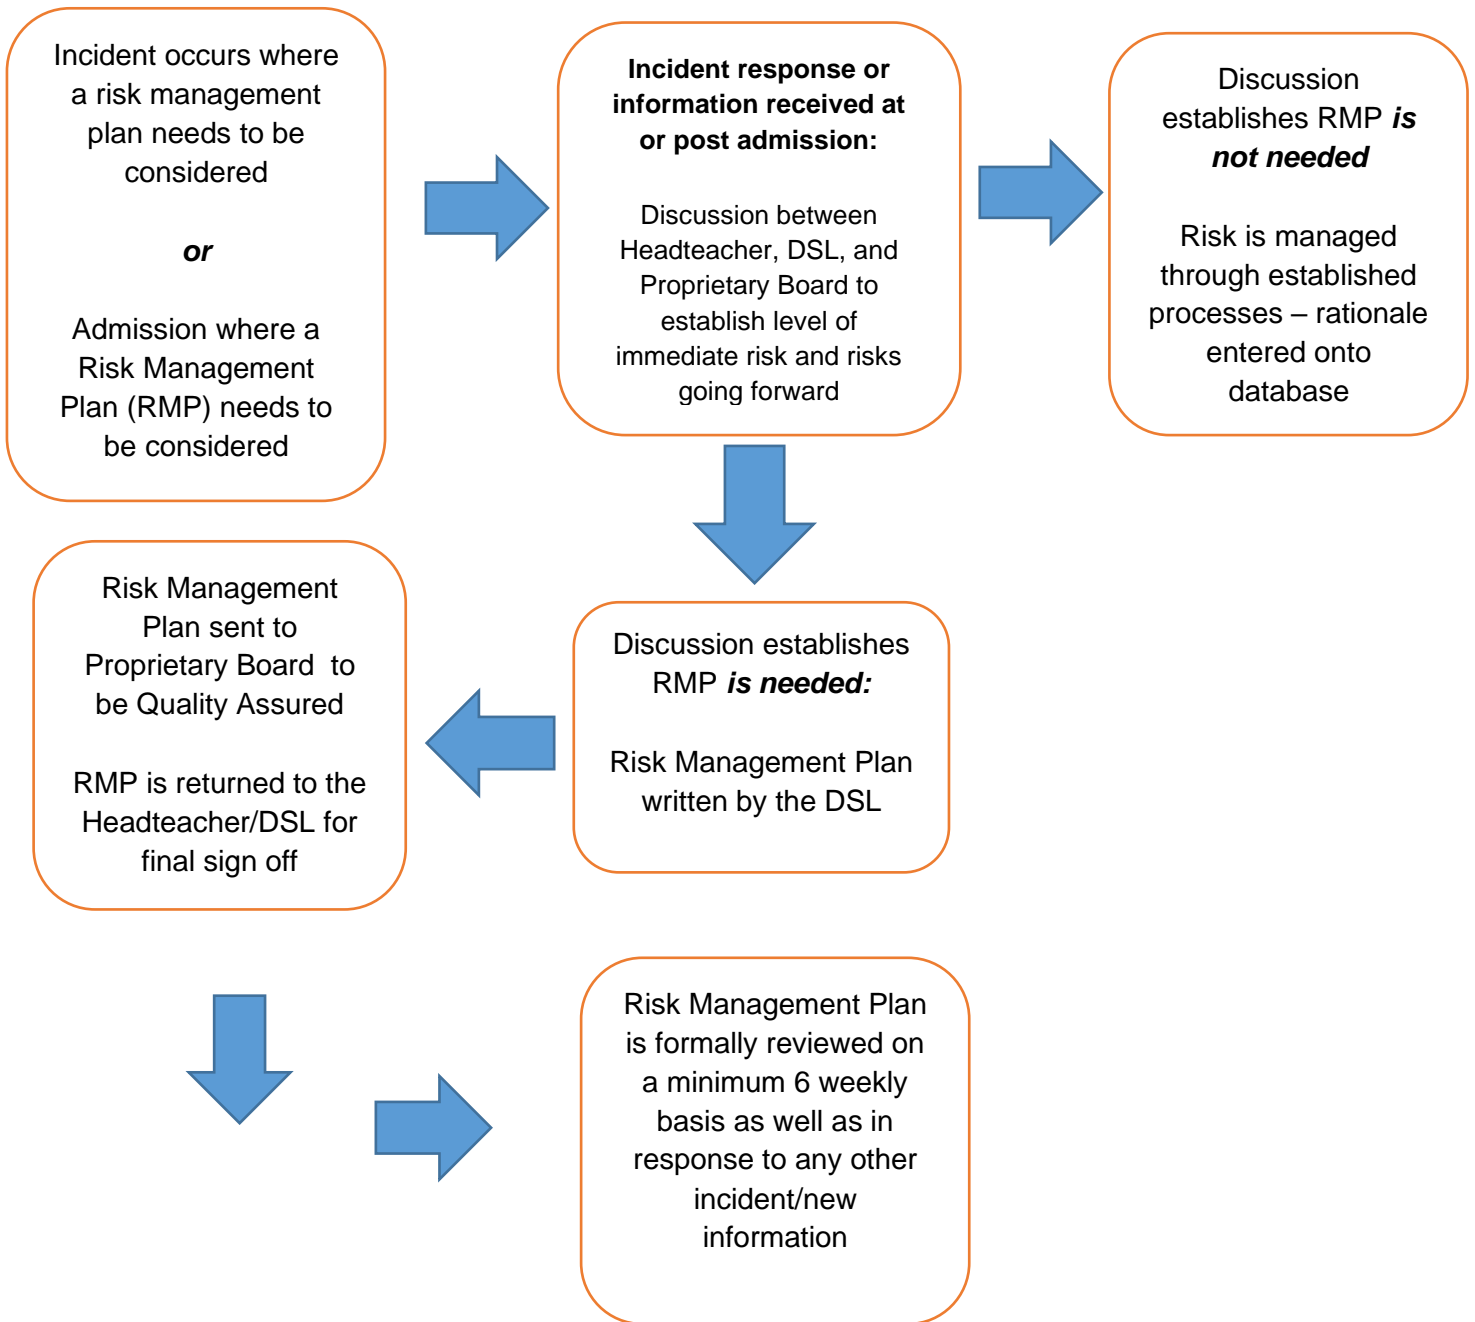 Incident occurs where
a risk management
plan needs to be
considered
or
Admission where a
Risk Management
Plan (RMP) needs to
be considered
Incident response or
information received at
or post admission:
Discussion between
Headteacher, DSL, and
Proprietary Board to
establish level of
immediate risk and risks
going forward
Discussion
establishes RMP is
not needed
Risk is managed
through established
processes – rationale
entered onto
database
Risk Management
Plan sent to
Proprietary Board  to
be Quality Assured
RMP is returned to the
Headteacher/DSL for
final sign off
Discussion establishes
RMP is needed:
Risk Management Plan
written by the DSL
Risk Management Plan
is formally reviewed on
a minimum 6 weekly
basis as well as in
response to any other
incident/new
information